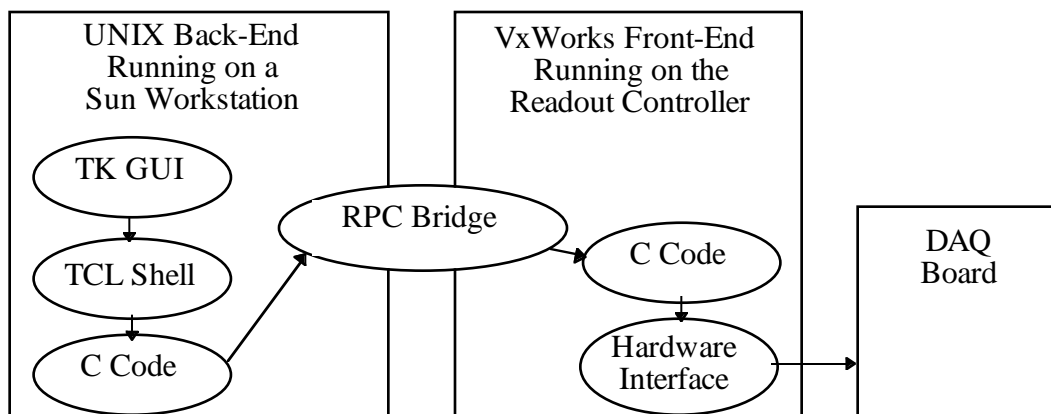 UNIX Back-End
Running on a
Sun Workstation
TK GUI
TCL Shell
C Code
RPC Bridge
VxWorks Front-End
Running on the
Readout Controller
C Code
Hardware
Interface
DAQ
Board